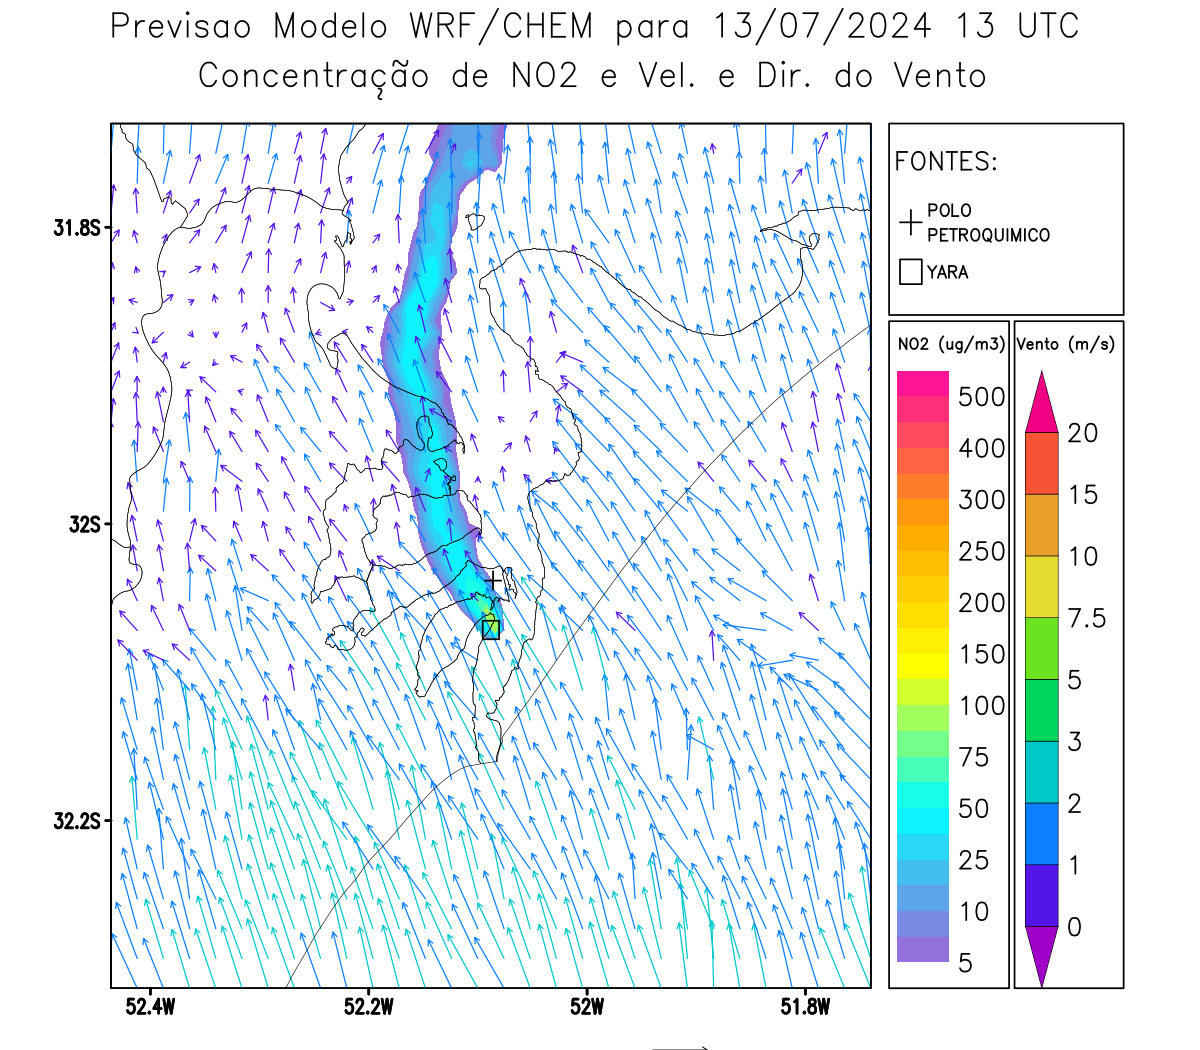 Previsao Modelo WRF/CHEM para 13/07/2024 13 UTC
Concentração de NO2 e Vel. e Dir. do Vento
FONTES:
POLO
PETROQUIMICO
YARA
NO2 (ug/m3)
500
400
300
250
200
150
100
75
50
25
10
5
Vento (m/s)
20
15
10
7.5
5
3
2
1
0
31.8S
32S
32.2S
52.4W 52.2W 52W 51.8W